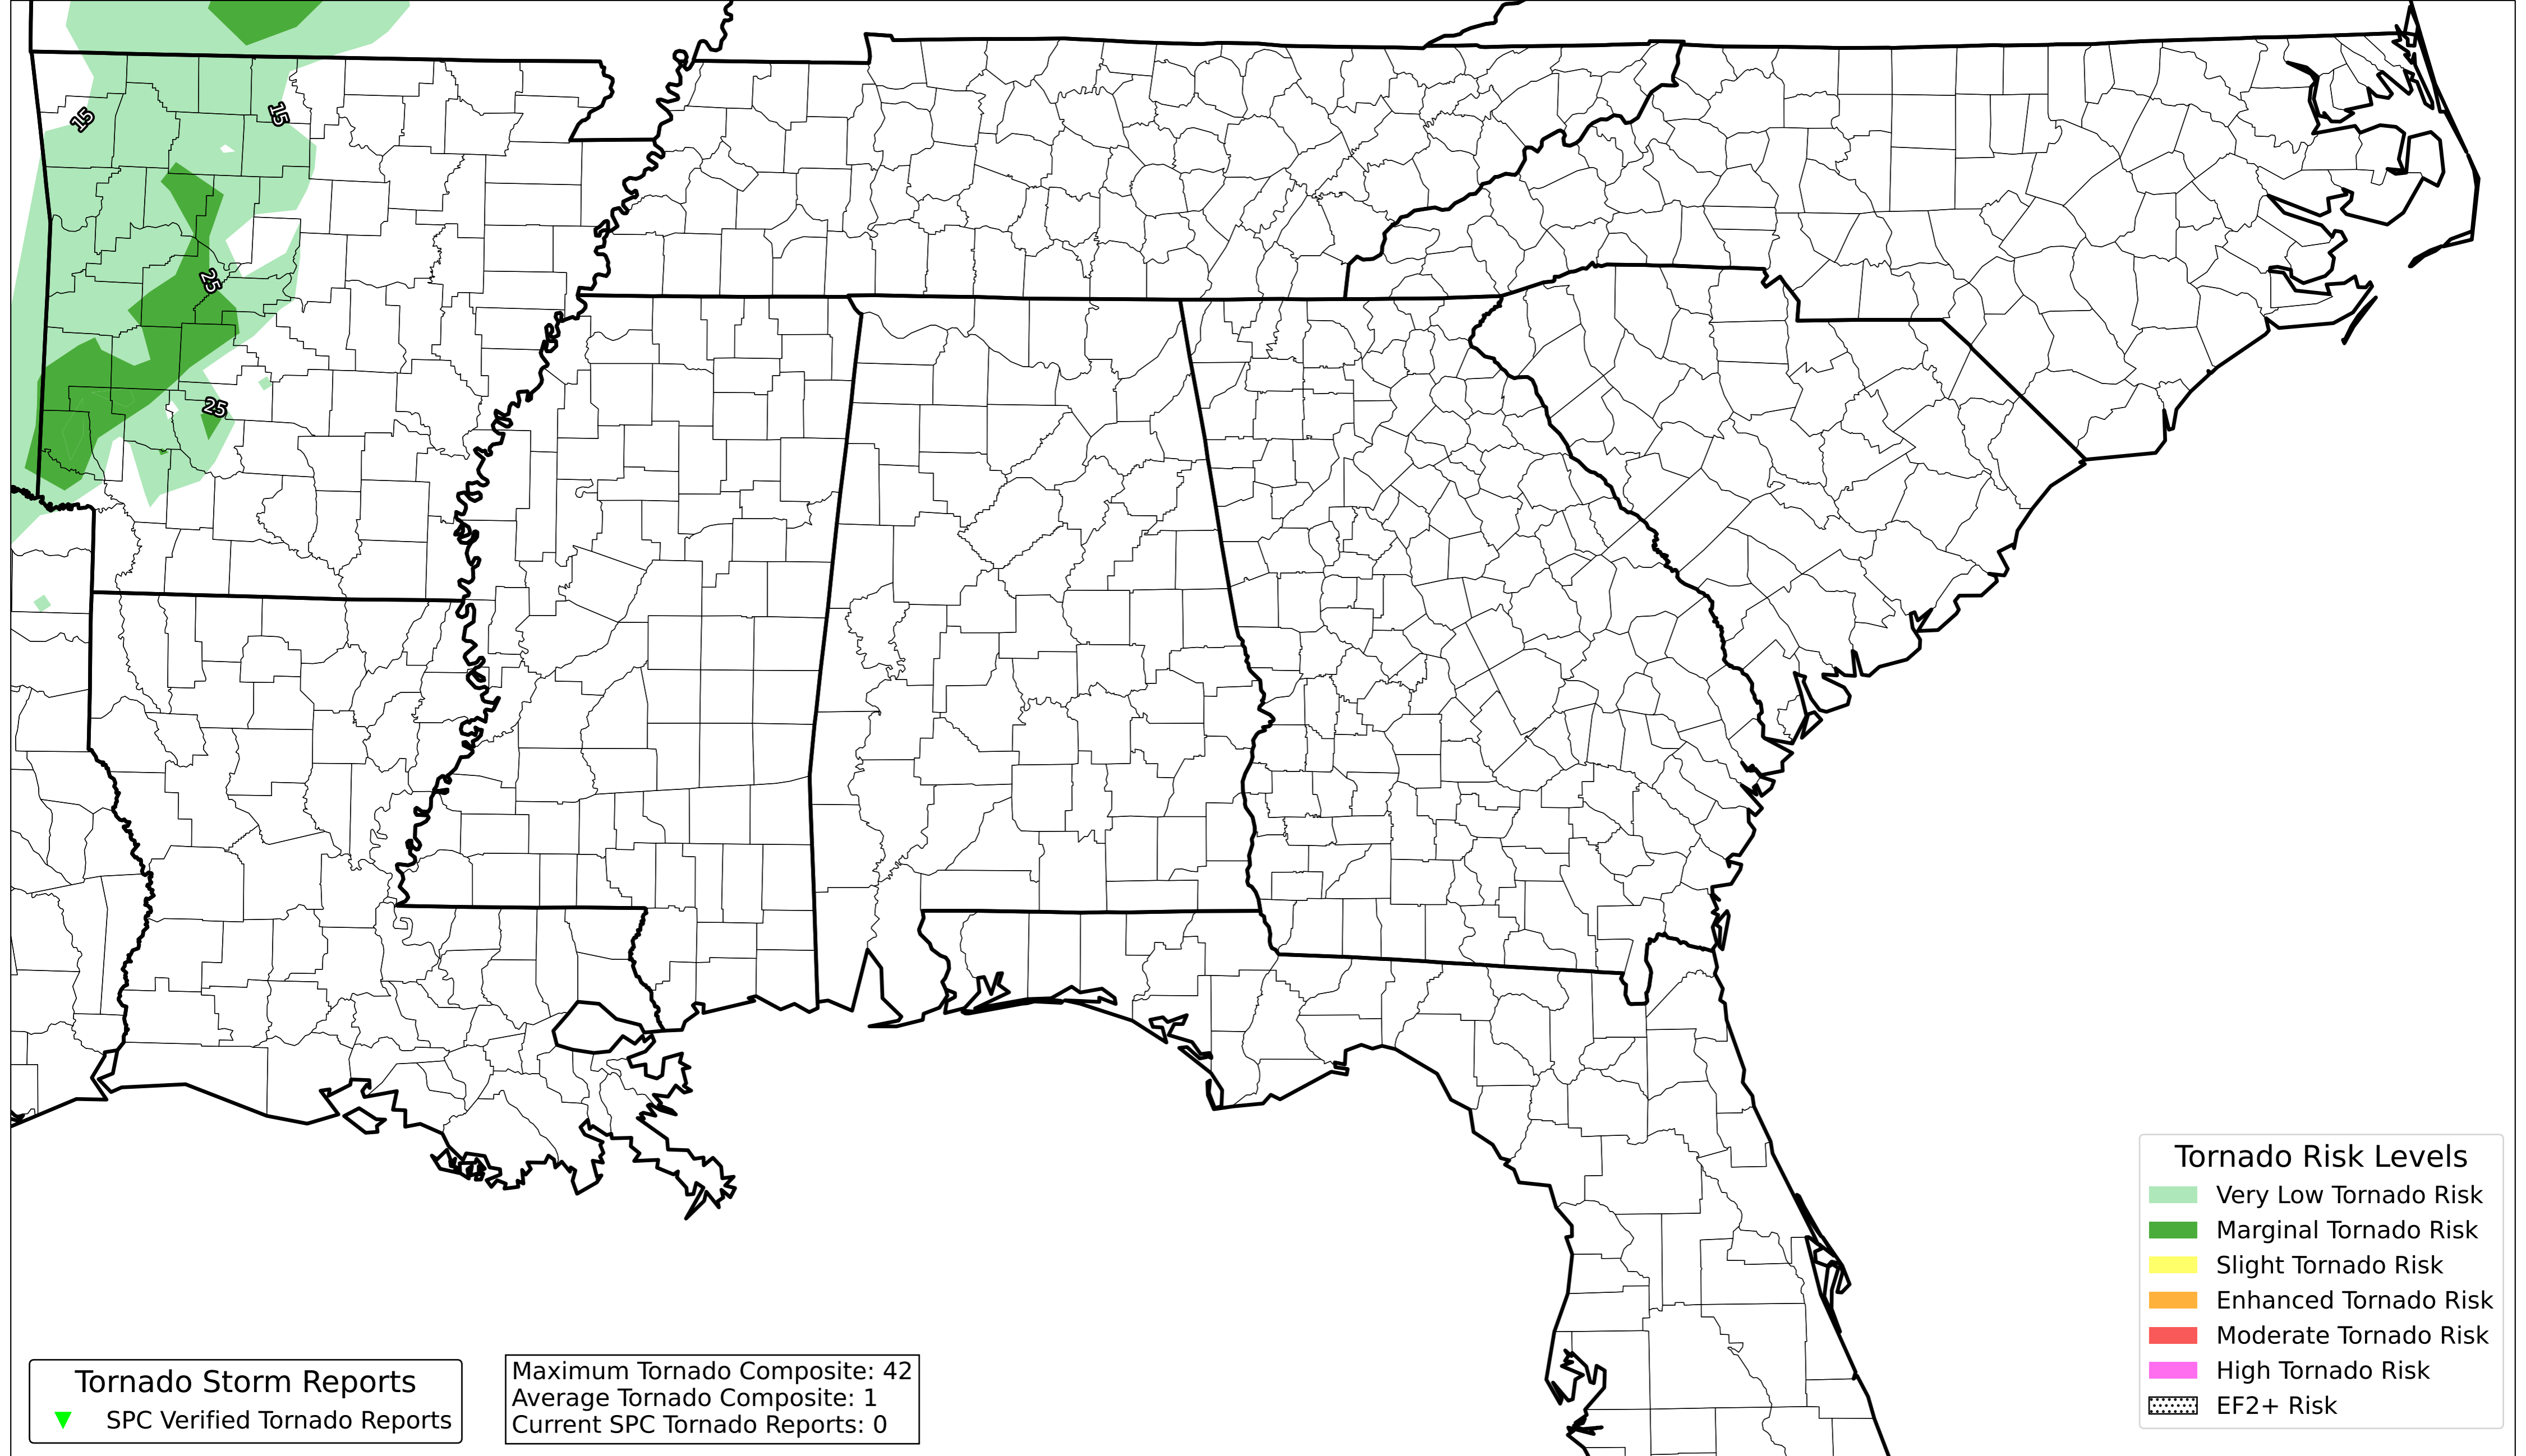 15
15
25
25
Tornado Risk Levels
Very Low Tornado Risk
Marginal Tornado Risk
Slight Tornado Risk
Enhanced Tornado Risk
Moderate Tornado Risk
High Tornado Risk
EF2+ Risk
Tornado Storm Reports
SPC Verified Tornado Reports
Maximum Tornado Composite: 42
Average Tornado Composite: 1
Current SPC Tornado Reports: 0